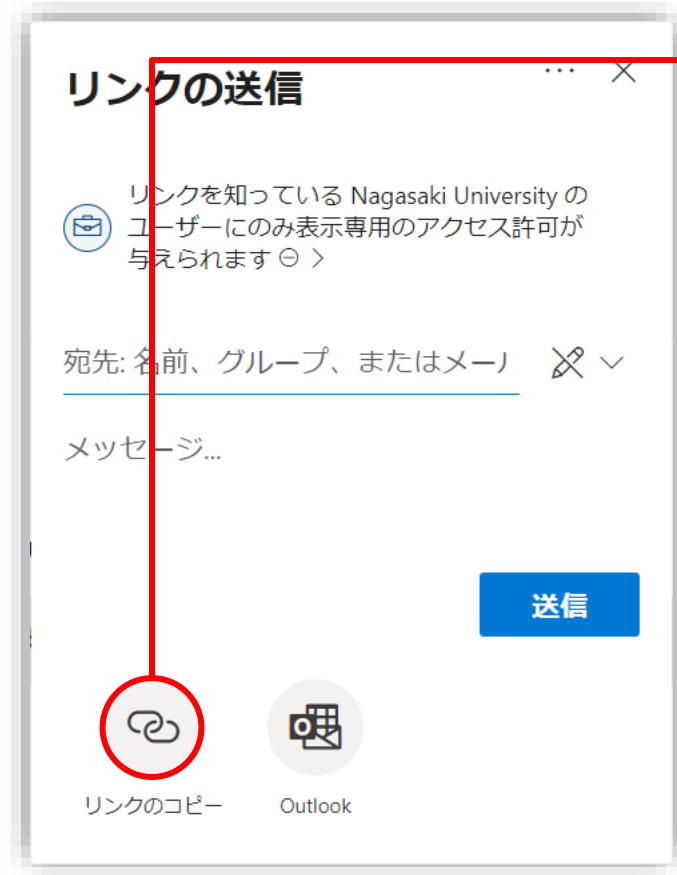 リンクの送信
リンクを知っている Nagasaki University の
ユーザーにのみ表示専用のアクセス許可が
与えられます
宛先: 名前、グループ、またはメー
メッセージ...
送信
リンクのコピー
Outlook